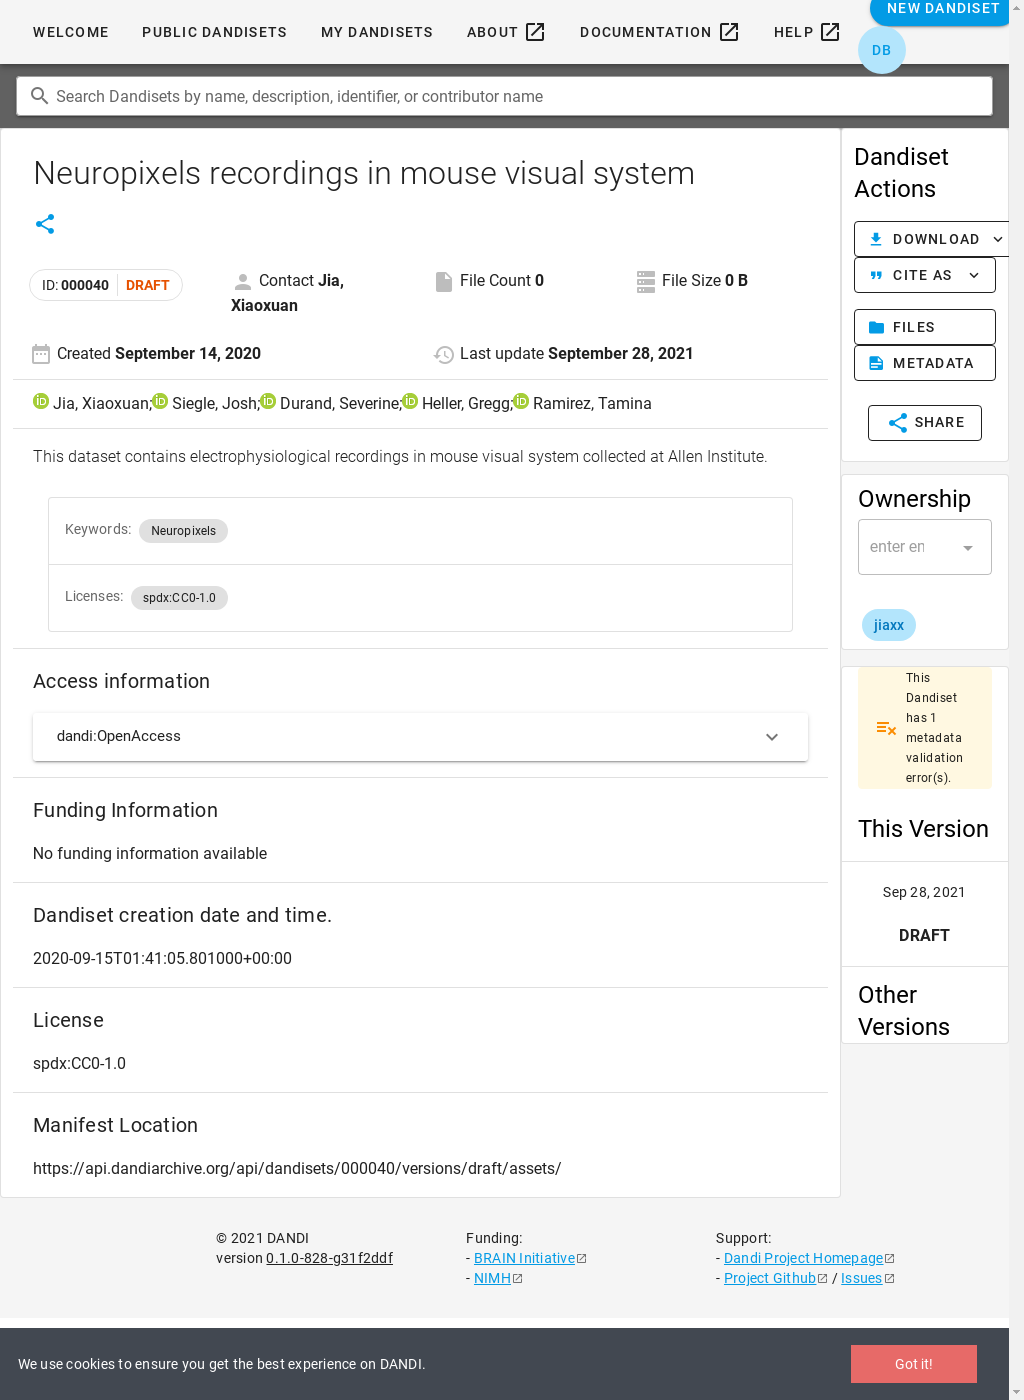 WELCOME PUBLIC DANDISETS MY DANDISETS ABOUT DOCUMENTATION HELP NEW DANDISET
DB
Search Dandisets by name, description, identifier, or contributor name
Neuropixels recordings in mouse visual system
ID: 000040 DRAFT
Contact Jia,
Xiaoxuan
File Count 0
File Size 0 B
Created September 14, 2020
Last update September 28, 2021
Jia, Xiaoxuan; Siegle, Josh; Durand, Severine; Heller, Gregg; Ramirez, Tamina
This dataset contains electrophysiological recordings in mouse visual system collected at Allen Institute.
Keywords: Neuropixels
Licenses: spdx:CC0-1.0
Access information
dandi:OpenAccess
Funding Information
No funding information available
Dandiset creation date and time.
2020-09-15T01:41:05.801000+00:00
License
spdx:CC0-1.0
Manifest Location
https://api.dandiarchive.org/api/dandisets/000040/versions/draft/assets/
Dandiset
Actions
DOWNLOAD
CITE AS
FILES
METADATA
SHARE
Ownership
enter em
jiaxx
This
Dandiset
has 1
metadata
validation
error(s).
This Version
Sep 28, 2021
DRAFT
Other
Versions
© 2021 DANDI
version 0.1.0-828-g31f2ddf
Funding:
- BRAIN Initiative
- NIMH
Support:
- Dandi Project Homepage
- Project Github / Issues
We use cookies to ensure you get the best experience on DANDI.
Got it!